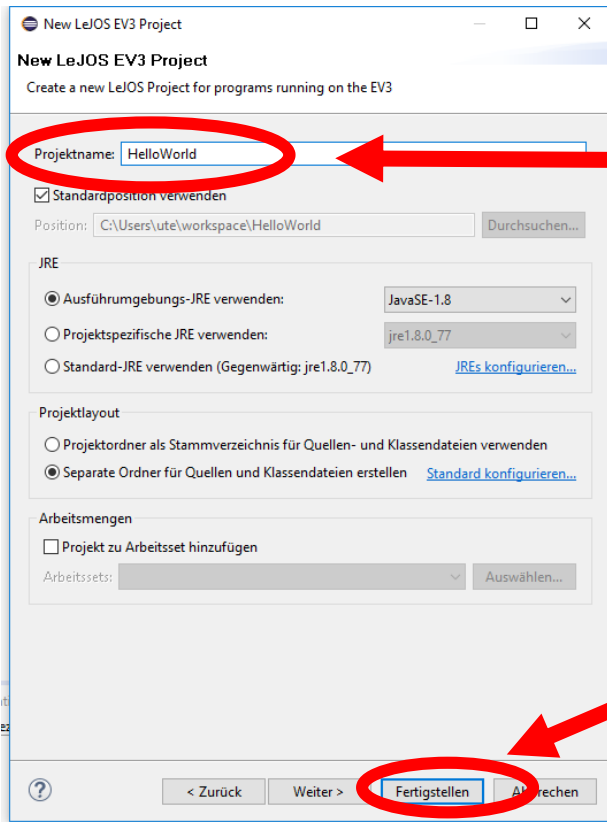 New LeJOS EV3 Project
New LeJOS EV3 Project
Create a new LeJOS Project for programs running on the EV3
Projektname: HelloWorld
Standardposition verwenden
Position: C:\Users\ute\workspace\HelloWorld Durchsuchen...
JRE
Ausführumgebungs-JRE verwenden: JavaSE-1.8
Projektspezifische JRE verwenden: jre1.8.0_77
Standard-JRE verwenden (Gegenwärtig: jre1.8.0_77) JREs konfigurieren...
Projektlayout
Projektordner als Stammverzeichnis für Quellen- und Klassendateien verwenden
Separate Ordner für Quellen und Klassendateien erstellen Standard konfigurieren...
Arbeitsmengen
Projekt zu Arbeitsset hinzufügen
Arbeitssets: Auswählen...
? < Zurück Weiter > Fertigstellen Abbrechen